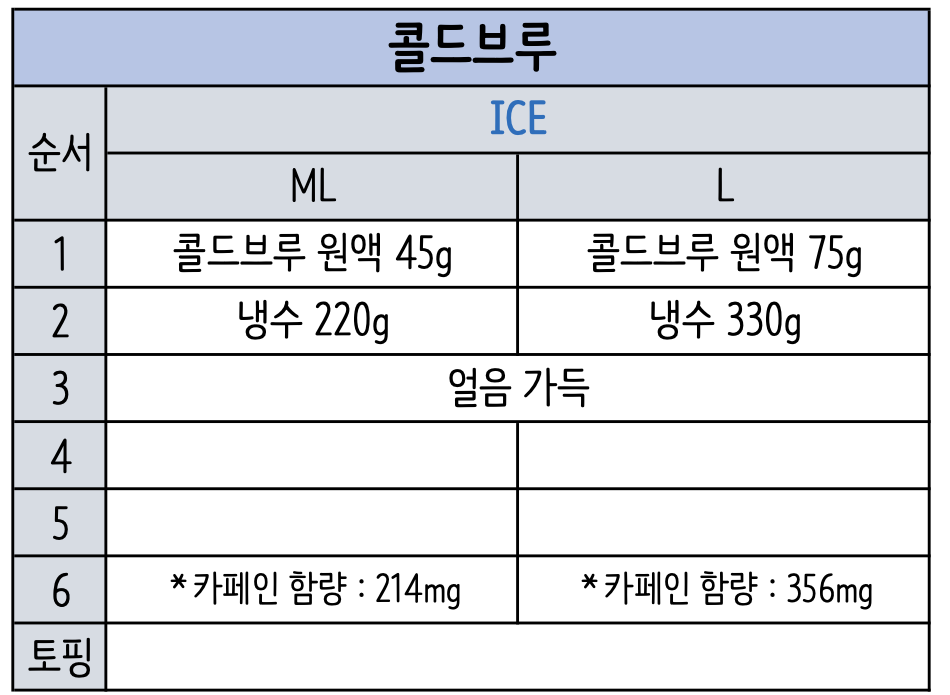 콜드브루
순서
ICE
ML L
1 콜드브루 원액 45g 콜드브루 원액 75g
2 냉수 220g 냉수 330g
3 얼음 가득
4
5
6 *카페인 함량 : 214mg *카페인 함량 : 356mg
토핑